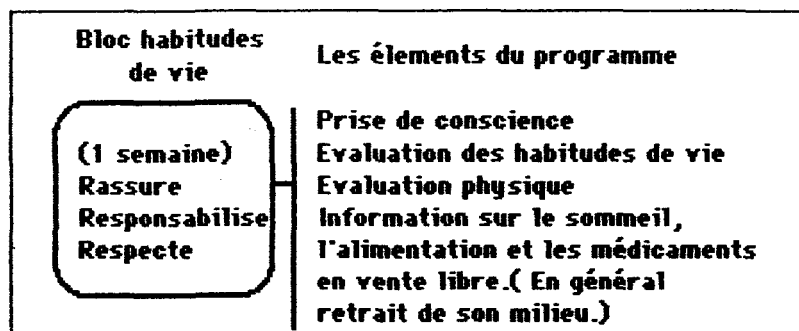 Bloc habitudes
de vie
(1 semaine)
Rassure
Responsabilise
Respecte
Les élements du programme
Prise de conscience
Evaluation des habitudes de vie
Evaluation physique
Information sur le sommeil,
l'alimentation et les médicaments
en vente libre.( En général
retrait de son milieu.)